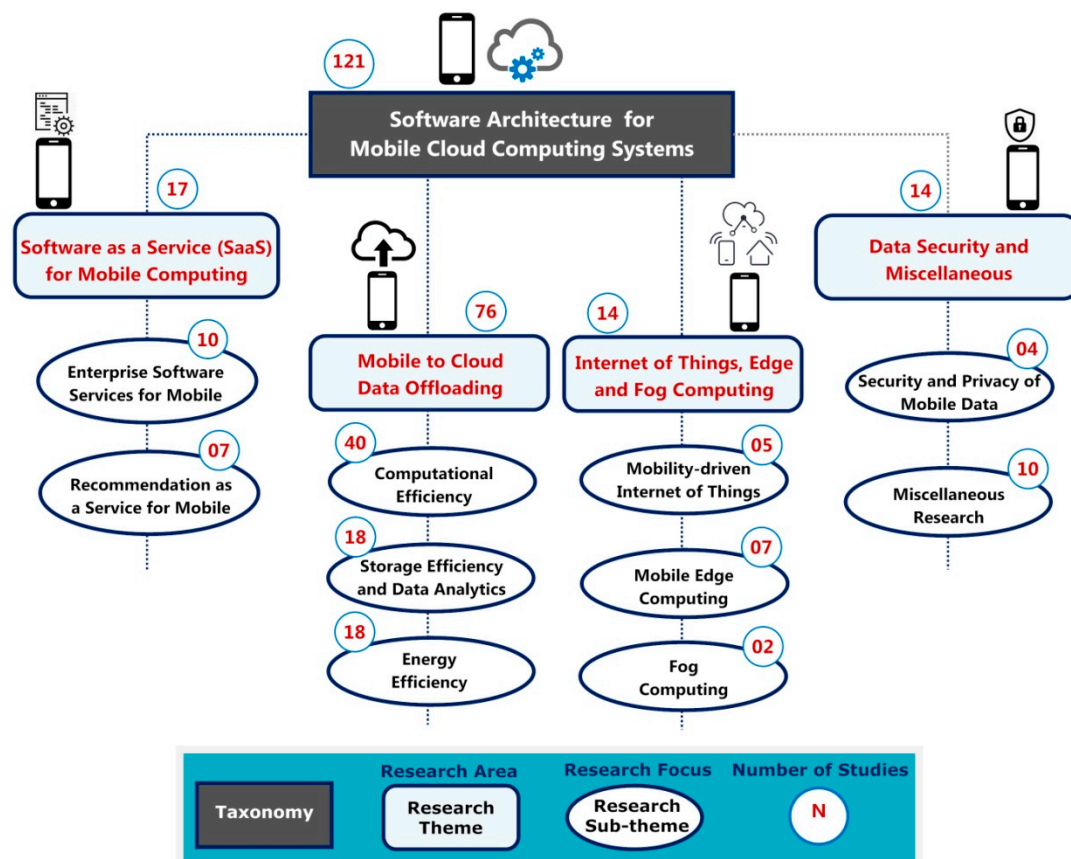 121
Software Architecture for
Mobile Cloud Computing Systems
17
Software as a Service (SaaS)
for Mobile Computing
10
Enterprise Software
Services for Mobile
07
Recommendation as
a Service for Mobile
76
Mobile to Cloud
Data Offloading
40
Computational
Efficiency
18
Storage Efficiency
and Data Analytics
18
Energy
Efficiency
14
Internet of Things, Edge
and Fog Computing
05
Mobility-driven
Internet of Things
07
Mobile Edge
Computing
02
Fog
Computing
14
Data Security and
Miscellaneous
04
Security and Privacy of
Mobile Data
10
Miscellaneous
Research
Taxonomy
Research Area
Research
Theme
Research Focus
Research
Sub-theme
Number of Studies
N